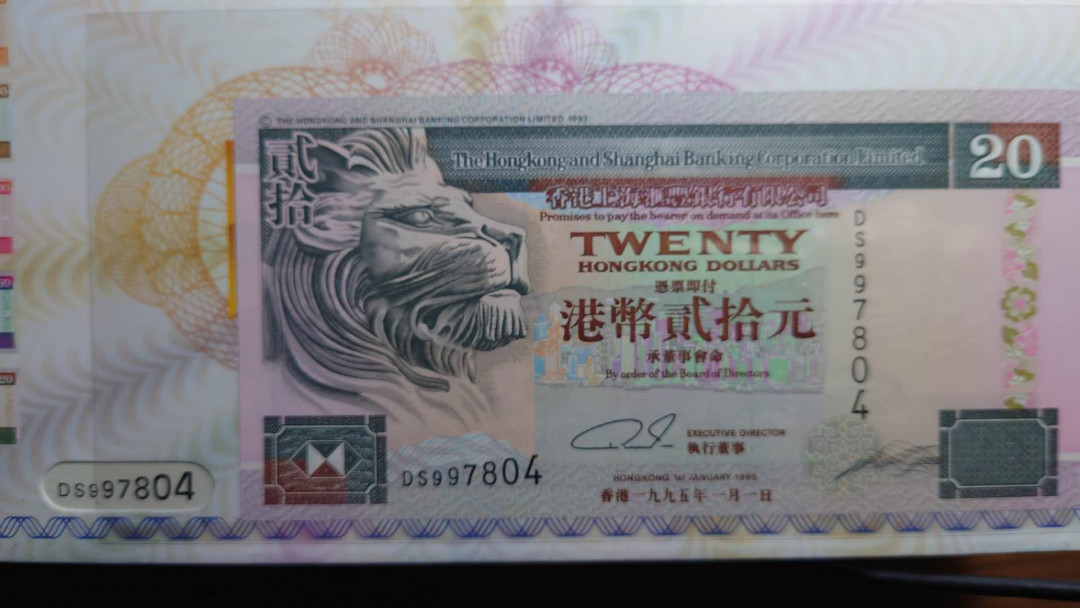 © THE HONGKONG AND SHANGHAI BANKING CORPORATION LIMITED 1993
貳拾
The Hongkong and Shanghai Banking Corporation Limited
20
香港上海滙豐銀行有限公司
Promises to pay the bearer on demand at its Office here
TWENTY
HONGKONG DOLLARS
憑票即付
港幣貳拾元
承董事會命
By order of the Board of Directors
DS997804
EXECUTIVE DIRECTOR
執行董事
DS997804
HONGKONG 1st JANUARY 1995
香港一九九五年一月一日
DS997804